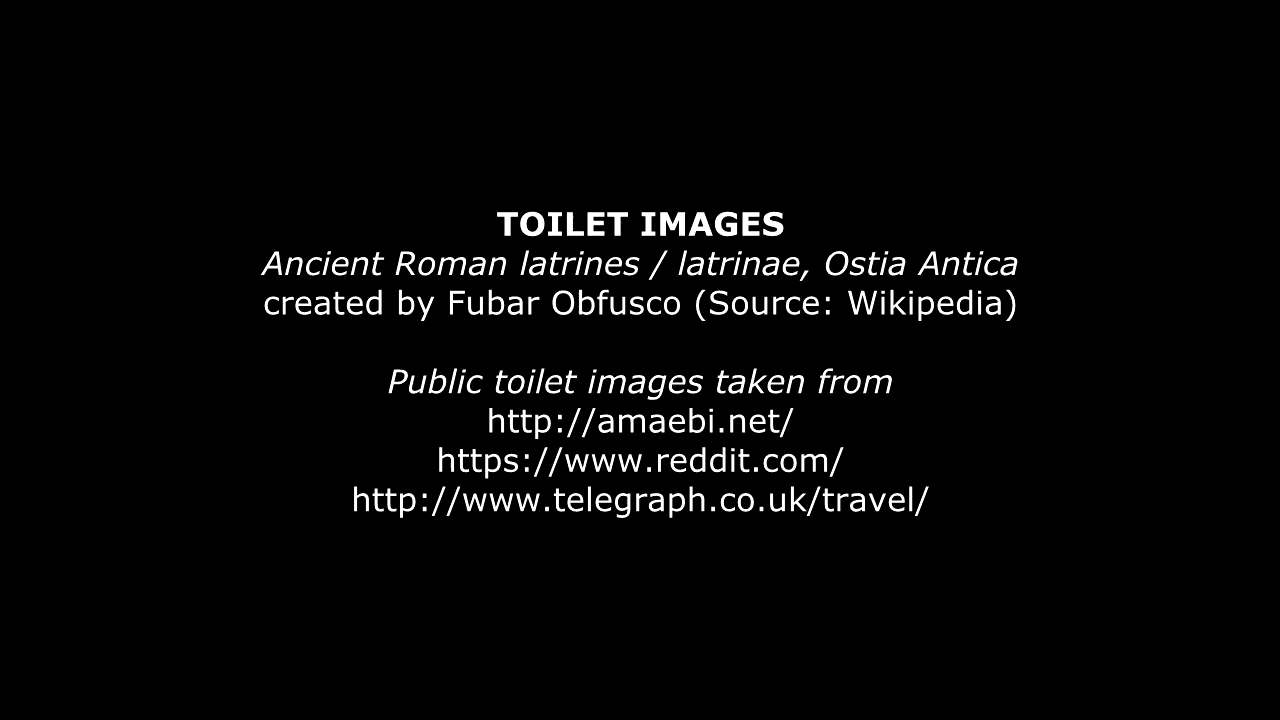 TOILET IMAGES
Ancient Roman latrines / latrinae, Ostia Antica
created by Fubar Obfusco (Source: Wikipedia)
Public toilet images taken from
http://amaebi.net/
https://www.reddit.com/
http://www.telegraph.co.uk/travel/